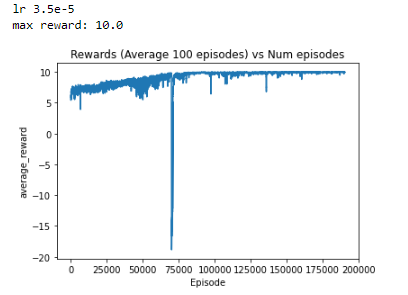 lr 3.5e-5
max reward: 10.0
Rewards (Average 100 episodes) vs Num episodes
10
5
0
−5
−10
−15
−20
average_reward
0 25000 50000 75000 100000 125000 150000 175000 200000
Episode